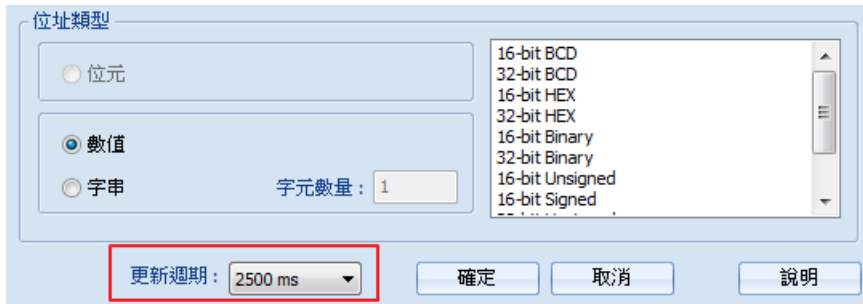 位址類型
位元
數值
字串
字元數量： 1
16-bit BCD
32-bit BCD
16-bit HEX
32-bit HEX
16-bit Binary
32-bit Binary
16-bit Unsigned
16-bit Signed
更新週期： 2500 ms
確定
取消
說明